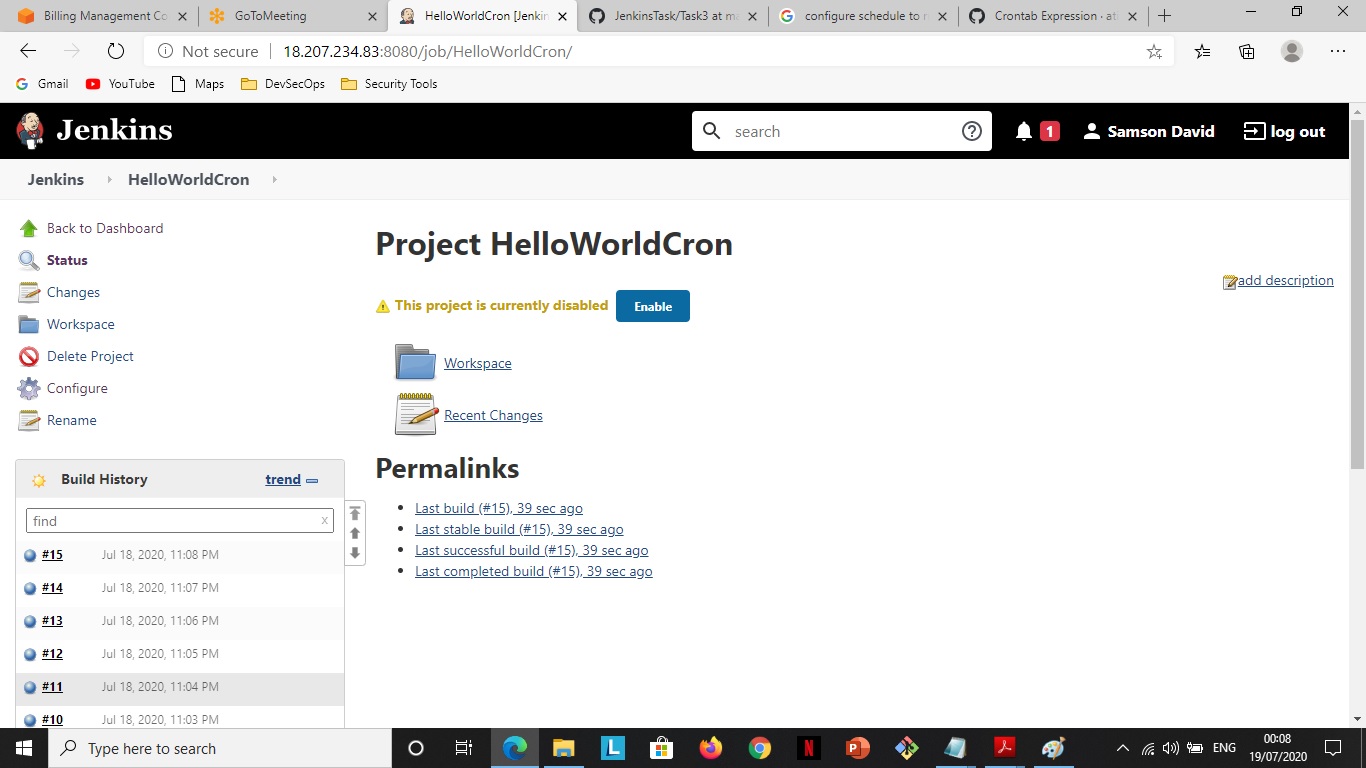 Billing Management Co
GoToMeeting
HelloWorldCron [Jenkin
JenkinsTask/Task3 at ma
configure schedule to r
Crontab Expression · at
Not secure
18.207.234.83:8080/job/HelloWorldCron/
Gmail
YouTube
Maps
DevSecOps
Security Tools
Jenkins
search
1
Samson David
log out
Jenkins
HelloWorldCron
Back to Dashboard
Status
Changes
Workspace
Delete Project
Configure
Rename
Project HelloWorldCron
add description
This project is currently disabled
Enable
Workspace
Recent Changes
Permalinks
Last build (#15), 39 sec ago
Last stable build (#15), 39 sec ago
Last successful build (#15), 39 sec ago
Last completed build (#15), 39 sec ago
Build History
trend
find
x
#15 Jul 18, 2020, 11:08 PM
#14 Jul 18, 2020, 11:07 PM
#13 Jul 18, 2020, 11:06 PM
#12 Jul 18, 2020, 11:05 PM
#11 Jul 18, 2020, 11:04 PM
#10 Jul 18, 2020, 11:03 PM
Type here to search
ENG
00:08
19/07/2020